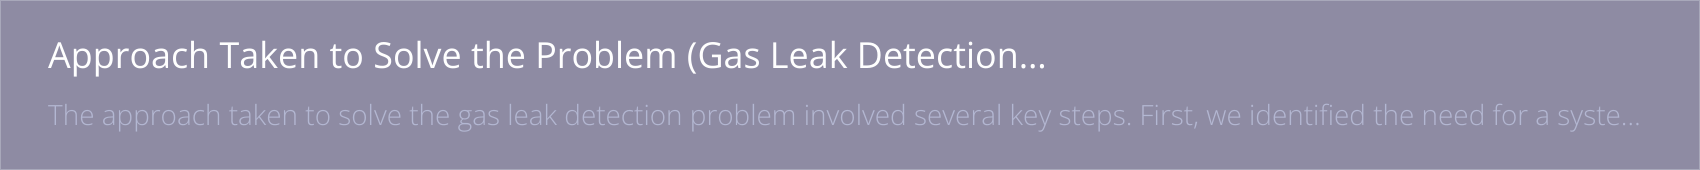 Approach Taken to Solve the Problem (Gas Leak Detection...
The approach taken to solve the gas leak detection problem involved several key steps. First, we identified the need for a syste...